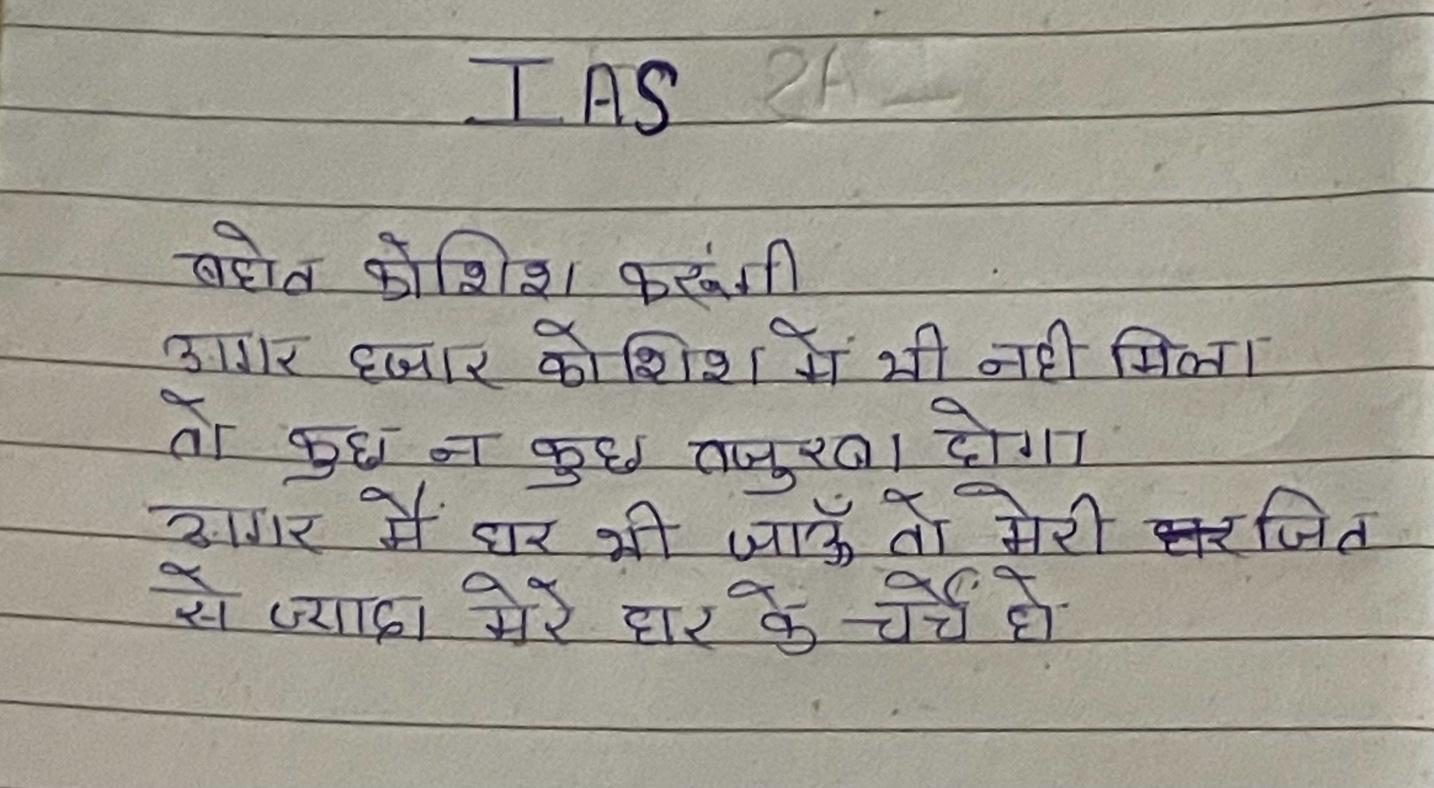 IAS
बहोत कोशिश करूंगी
अगर हजार कोशिश में भी नही मिला
तो कुछ न कुछ तजुरबा होगा
अगर मैं हार भी जाऊँ तो मेरी जित
से ज्यादा मेरे हार के चर्चे हो